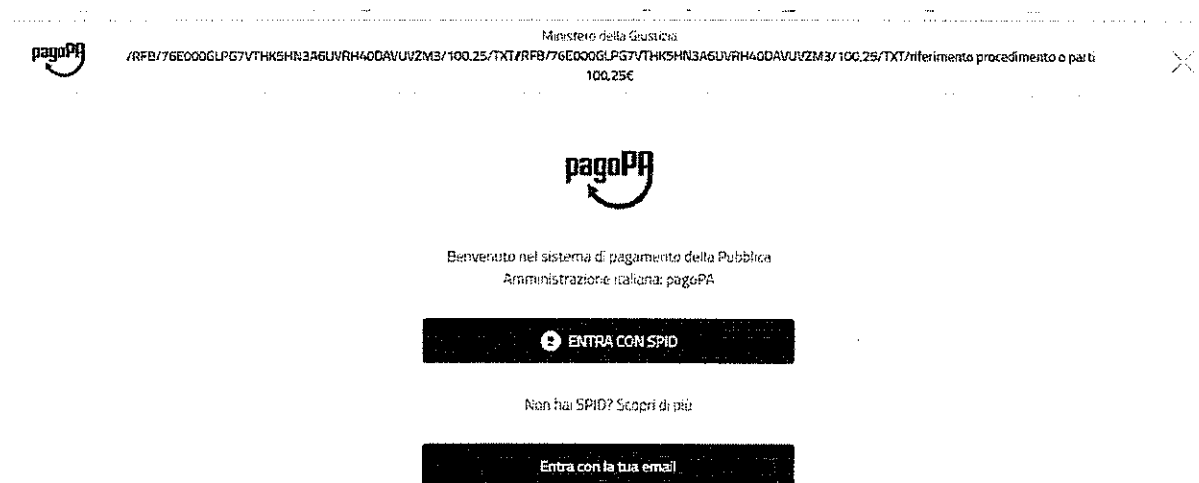 pagoPA
Ministero della Giustizia
/RFB/76E000GLPG7VTHK5HN3A6UVRH40DAVUVZM3/100.25/TXT/RFB/76E000GLPG7VTHK5HN3A6UVRH40DAVUVZM3/100.25/TXT/riferimento procedimento o parti
100,25€
pagoPA
Benvenuto nel sistema di pagamento della Pubblica
Amministrazione italiana: pagoPA
ENTRA CON SPID
Non hai SPID? Scopri di più
Entra con la tua email